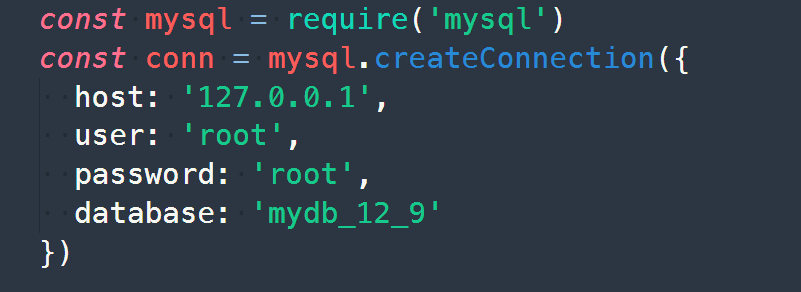 const mysql = require('mysql')
const conn = mysql.createConnection({
  host: '127.0.0.1',
  user: 'root',
  password: 'root',
  database: 'mydb_12_9'
})